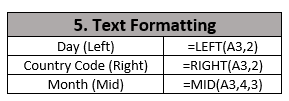 5. Text Formatting
Day (Left) =LEFT(A3,2)
Country Code (Right) =RIGHT(A3,2)
Month (Mid) =MID(A3,4,3)